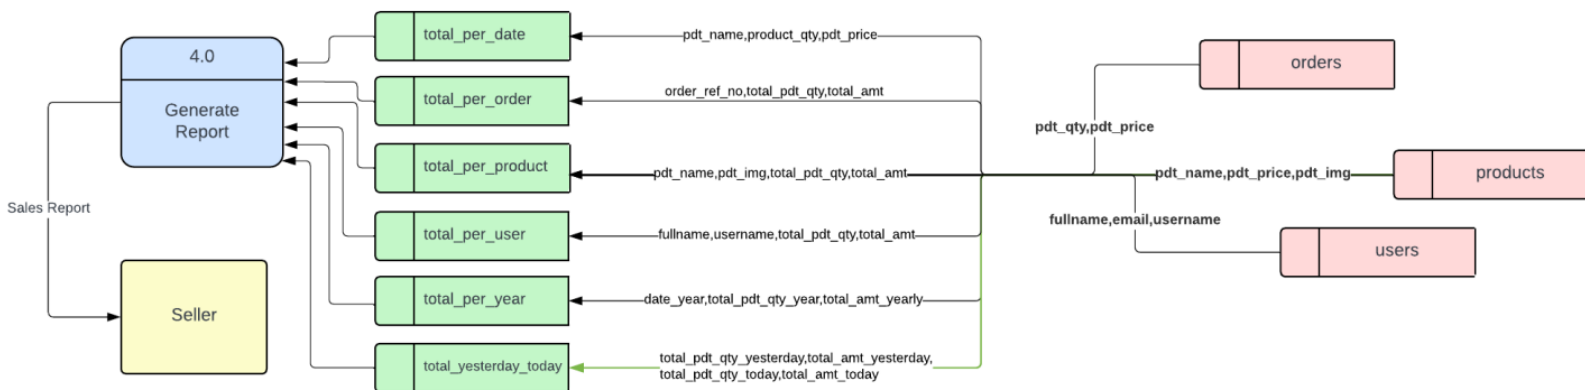 total_per_date
pdt_name,product_qty,pdt_price
4.0
orders
Generate
Report
total_per_order
order_ref_no,total_pdt_qty,total_amt
pdt_qty,pdt_price
total_per_product
pdt_name,pdt_img,total_pdt_qty,total_amt
pdt_name,pdt_price,pdt_img
products
Sales Report
total_per_user
fullname,username,total_pdt_qty,total_amt
fullname,email,username
users
total_per_year
date_year,total_pdt_qty_year,total_amt_yearly
Seller
total_yesterday_today
total_pdt_qty_yesterday,total_amt_yesterday,
total_pdt_qty_today,total_amt_today